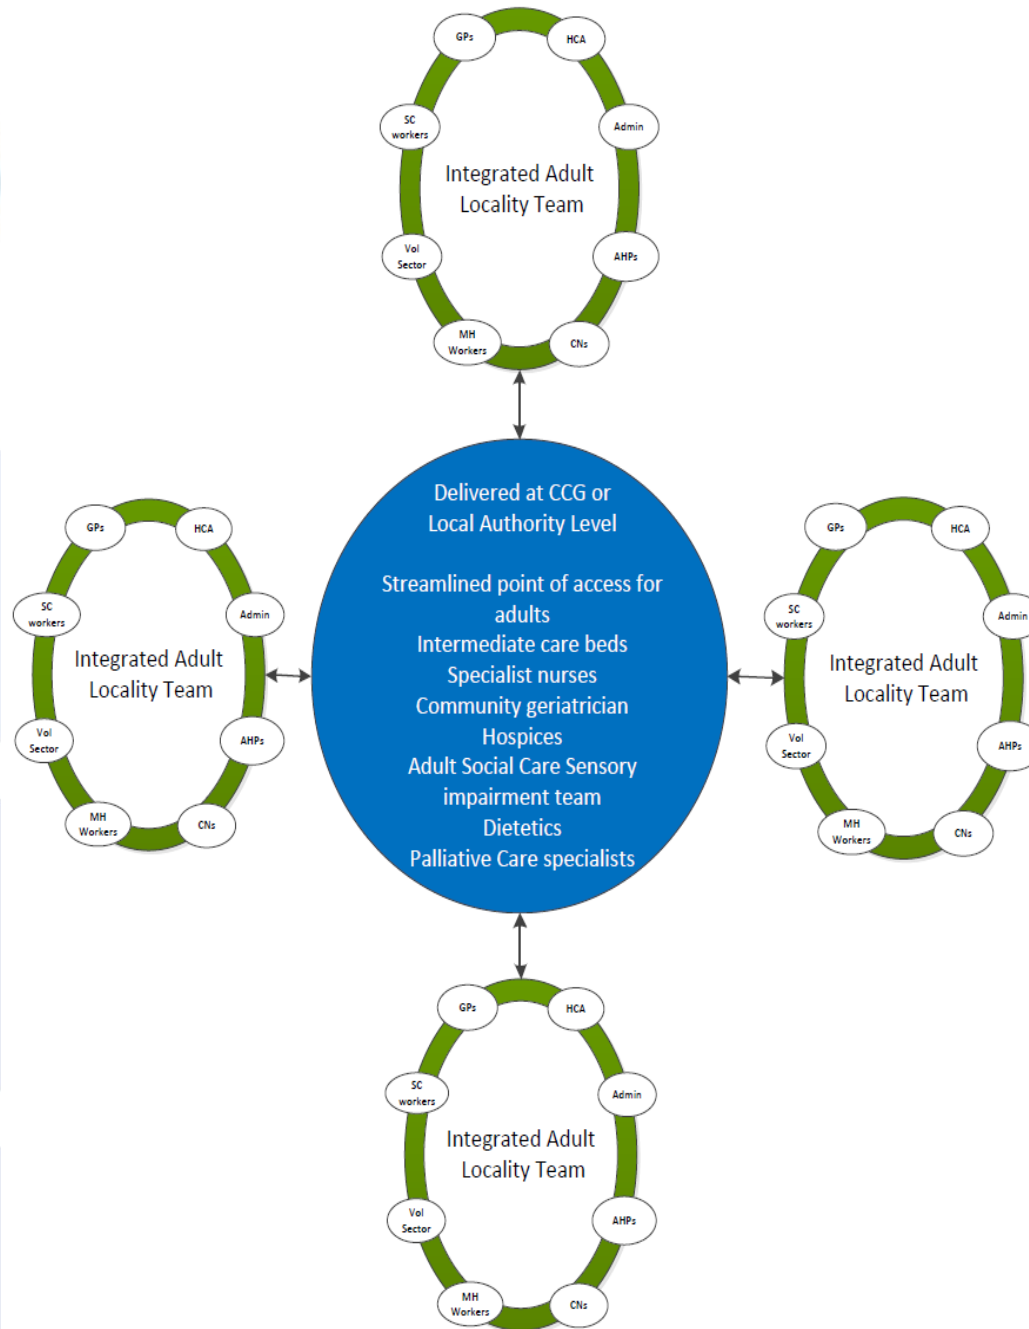 GPs
HCA
SC
workers
Admin
Integrated Adult
Locality Team
Vol
Sector
AHPs
MH
Workers
CNs
Delivered at CCG or
Local Authority Level
Streamlined point of access for
adults
Intermediate care beds
Specialist nurses
Community geriatrician
Hospices
Adult Social Care Sensory
impairment team
Dietetics
Palliative Care specialists
GPs
HCA
SC
workers
Admin
Integrated Adult
Locality Team
Vol
Sector
AHPs
MH
Workers
CNs
GPs
HCA
SC
workers
Admin
Integrated Adult
Locality Team
Vol
Sector
AHPs
MH
Workers
CNs
GPs
HCA
SC
workers
Admin
Integrated Adult
Locality Team
Vol
Sector
AHPs
MH
Workers
CNs